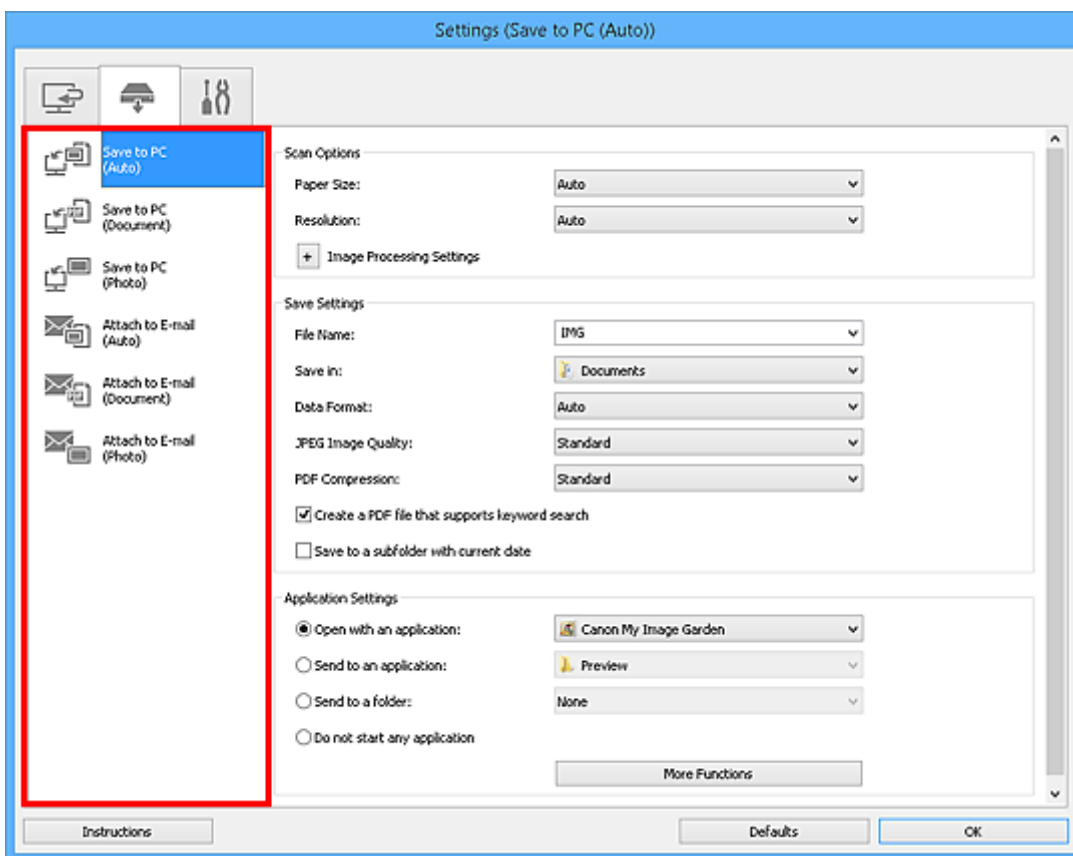 Settings (Save to PC (Auto))
Save to PC
(Auto)
Save to PC
(Document)
Save to PC
(Photo)
Attach to E-mail
(Auto)
Attach to E-mail
(Document)
Attach to E-mail
(Photo)
Scan Options
Paper Size: Auto
Resolution: Auto
+ Image Processing Settings
Save Settings
File Name: IMG
Save in: Documents
Data Format: Auto
JPEG Image Quality: Standard
PDF Compression: Standard
Create a PDF file that supports keyword search
Save to a subfolder with current date
Application Settings
Open with an application: Canon My Image Garden
Send to an application: Preview
Send to a folder: None
Do not start any application
More Functions
Instructions Defaults OK